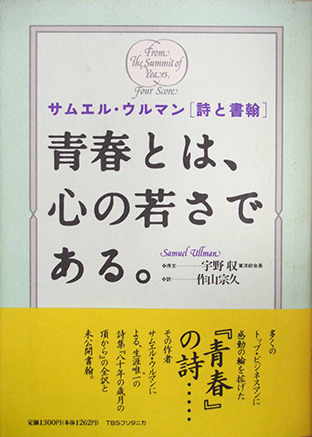 From
The Summit of
Years,
Four Score
サムエル・ウルマン[詩と書翰]
青春とは、
心の若さで
ある。
Samuel Ullman
❖序文――宇野 収 東洋紡会長
❖訳――作山宗久
多くの
トップ・ビジネスマンに
感動の輪を拡げた
『青春』
の詩……
その作者
サムエル・ウルマンに
よる、生涯、唯一の
詩集『八十年の歳月の
頂から』の全訳と
未公開書翰。
定価1300円(本体1262円) TBSブリタニカ